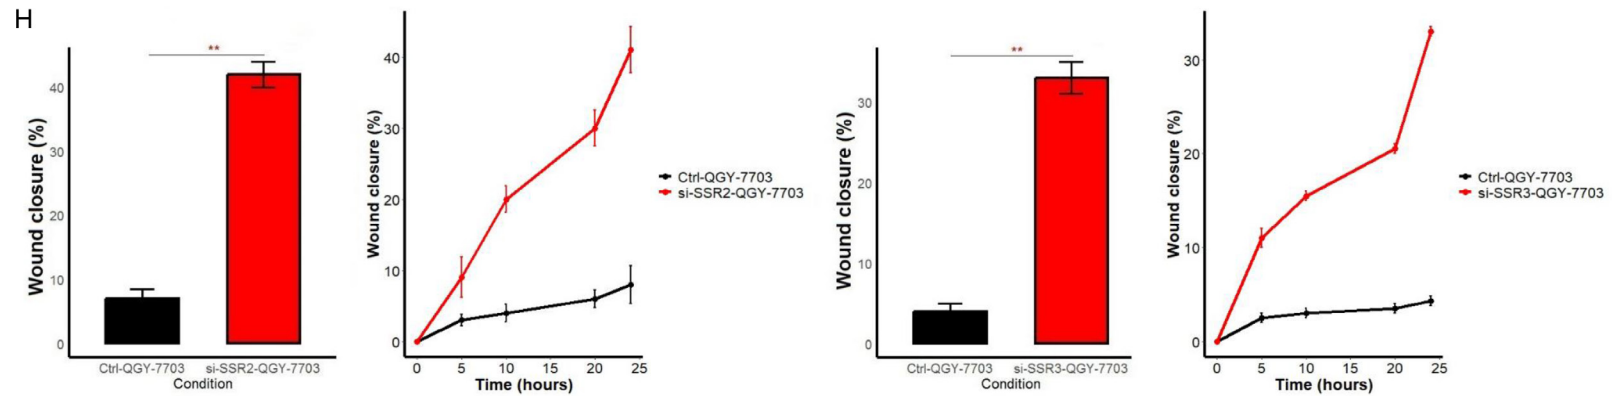 H
**
Wound closure (%)
40
30
20
10
0
Ctrl-QGY-7703 si-SSR2-QGY-7703
Condition
Wound closure (%)
40
30
20
10
0
0 5 10 15 20 25
Time (hours)
Ctrl-QGY-7703
si-SSR2-QGY-7703
**
Wound closure (%)
30
20
10
0
Ctrl-QGY-7703 si-SSR3-QGY-7703
Condition
Wound closure (%)
30
20
10
0
0 5 10 15 20 25
Time (hours)
Ctrl-QGY-7703
si-SSR3-QGY-7703